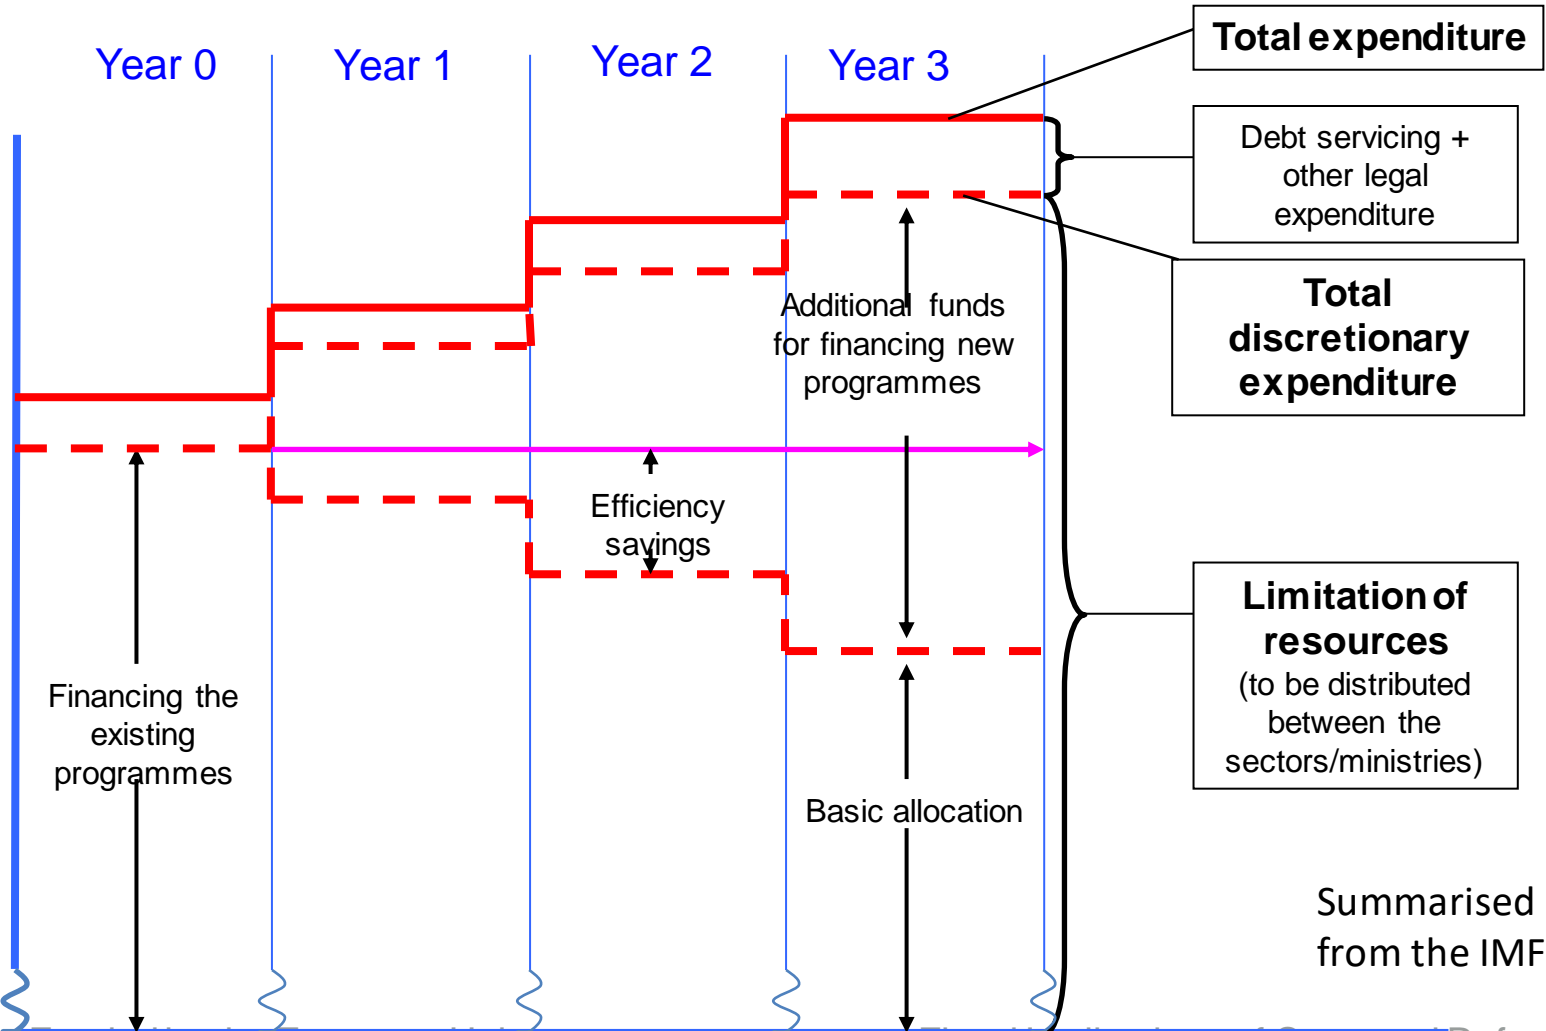 Year 0
Year 1
Year 2
Year 3
Total expenditure
Debt servicing +
other legal
expenditure
Total
discretionary
expenditure
Additional funds
for financing new
programmes
Efficiency
savings
Financing the
existing
programmes
Basic allocation
Limitation of
resources
(to be distributed
between the
sectors/ministries)
Summarised
from the IMF